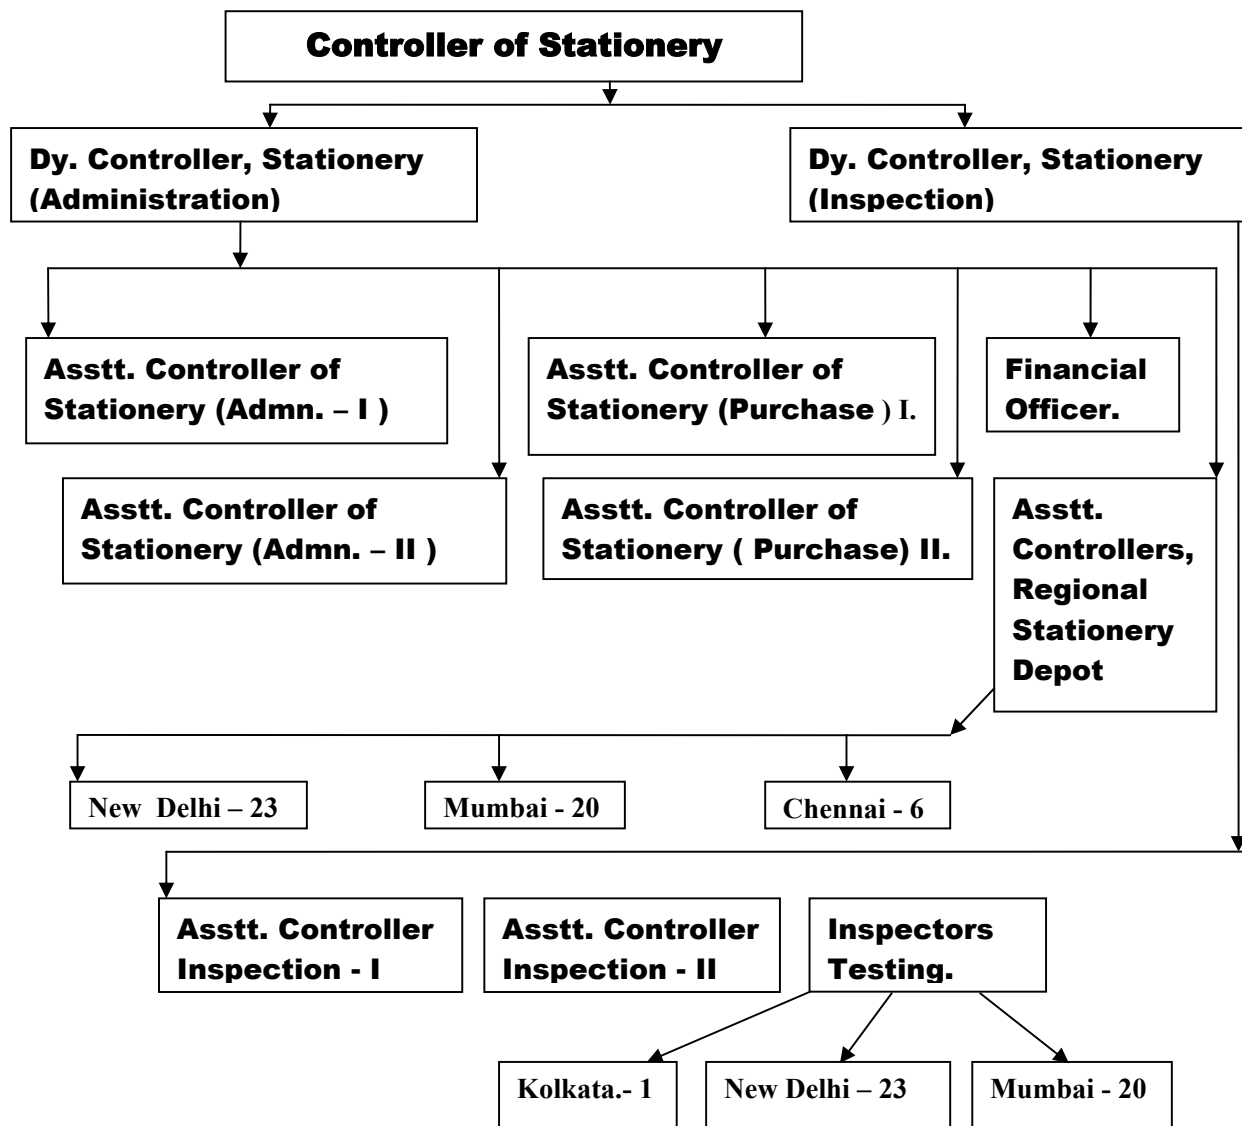 Controller of Stationery
Dy. Controller, Stationery
(Administration)
Dy. Controller, Stationery
(Inspection)
Asstt. Controller of
Stationery (Admn. – I )
Asstt. Controller of
Stationery (Purchase ) I.
Financial
Officer.
Asstt. Controller of
Stationery (Admn. – II )
Asstt. Controller of
Stationery ( Purchase) II.
Asstt.
Controllers,
Regional
Stationery
Depot
New Delhi – 23
Mumbai - 20
Chennai - 6
Asstt. Controller
Inspection - I
Asstt. Controller
Inspection - II
Inspectors
Testing.
Kolkata.- 1
New Delhi – 23
Mumbai - 20